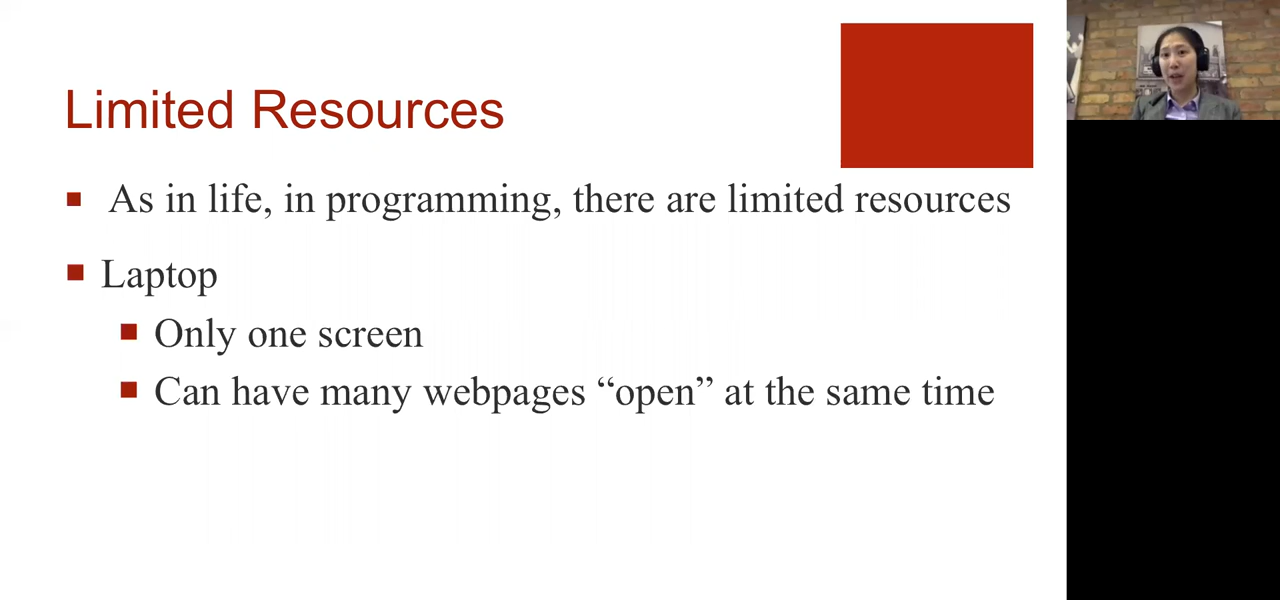 Limited Resources
As in life, in programming, there are limited resources
Laptop
Only one screen
Can have many webpages “open” at the same time